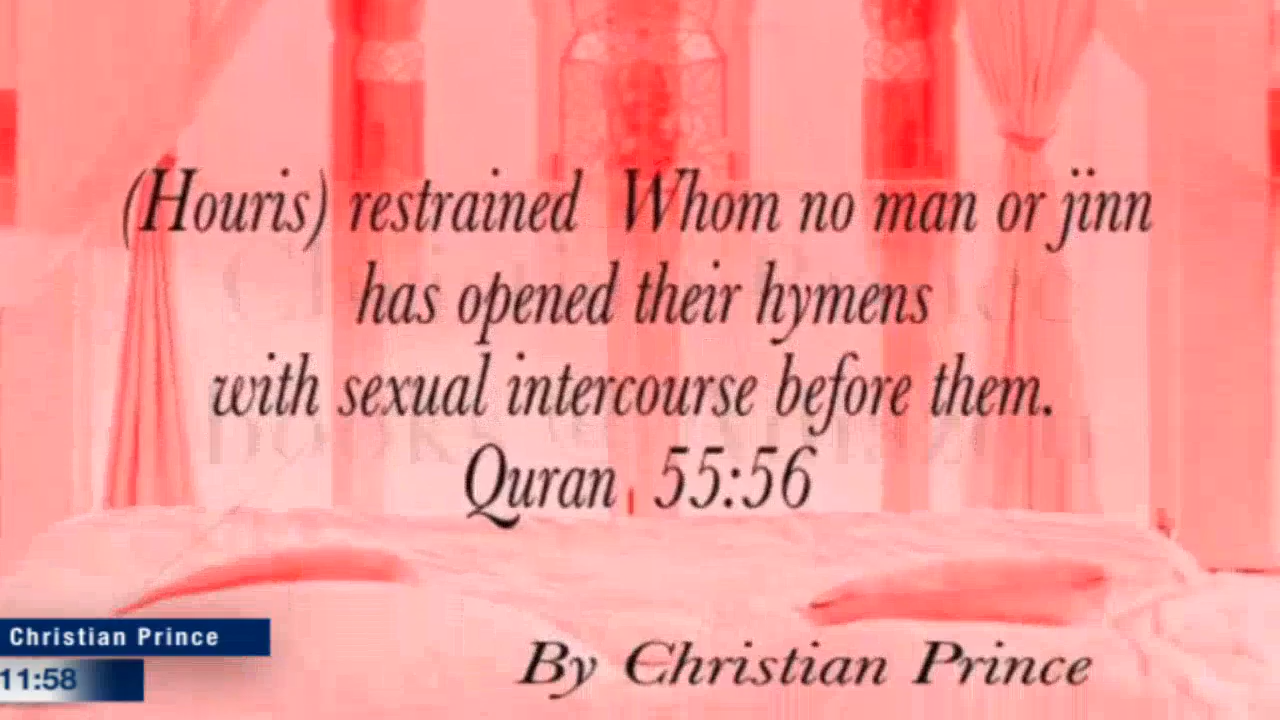 (Houris) restrained Whom no man or jinn
has opened their hymens
with sexual intercourse before them.
Quran 55:56
By Christian Prince
Christian Prince
11:58